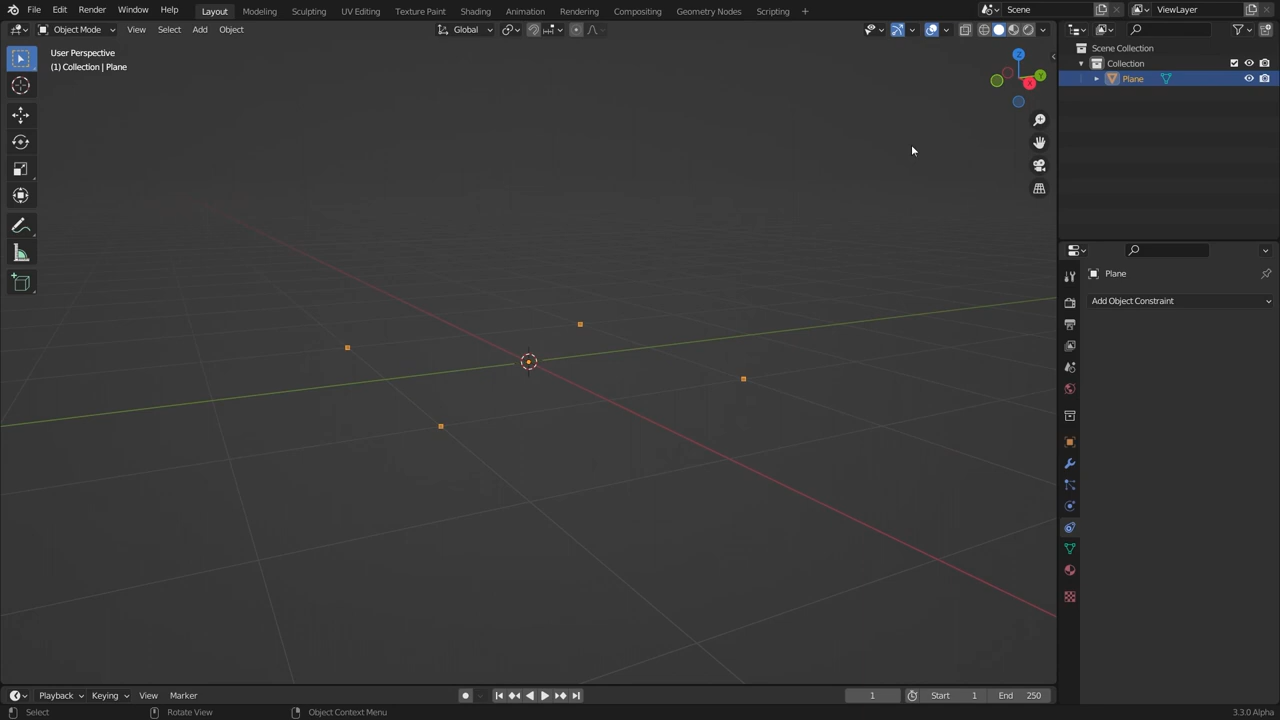 File Edit Render Window Help Layout Modeling Sculpting UV Editing Texture Paint Shading Animation Rendering Compositing Geometry Nodes Scripting + Scene ViewLayer
Object Mode View Select Add Object Global
User Perspective
(1) Collection | Plane
Z
Y
X
Scene Collection
Collection
Plane
Plane
Add Object Constraint
Playback Keying View Marker 1 Start 1 End 250
Select Rotate View Object Context Menu 3.3.0 Alpha